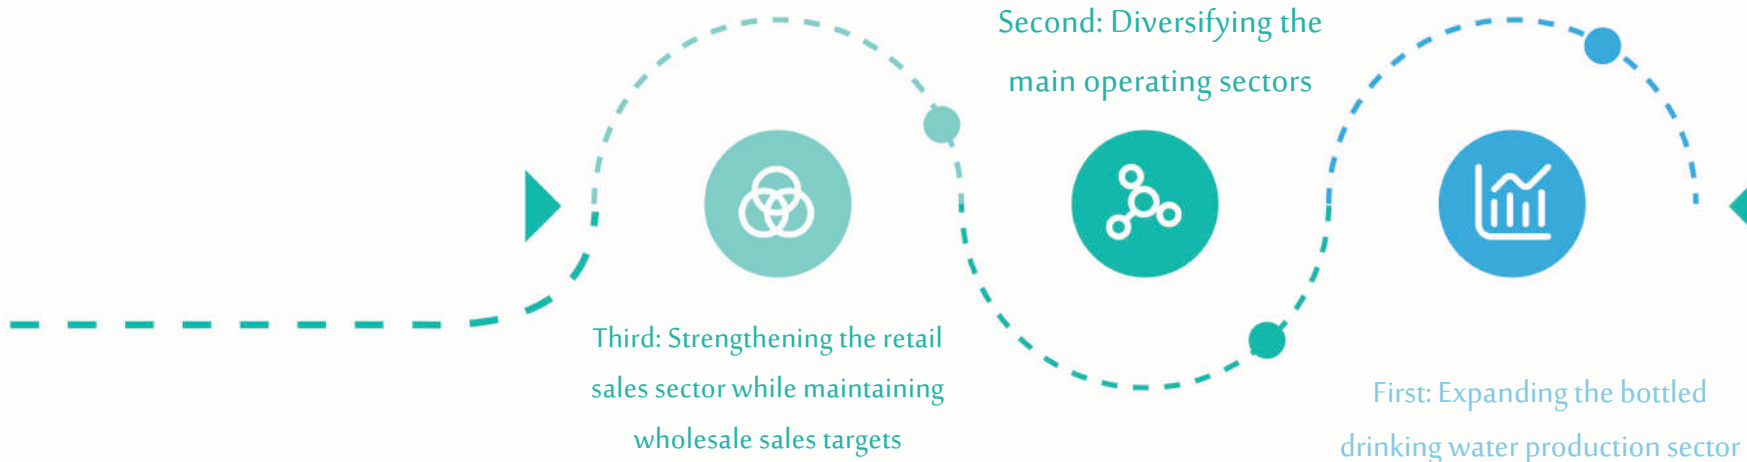 Second: Diversifying the
main operating sectors
Third: Strengthening the retail
sales sector while maintaining
wholesale sales targets
First: Expanding the bottled
drinking water production sector